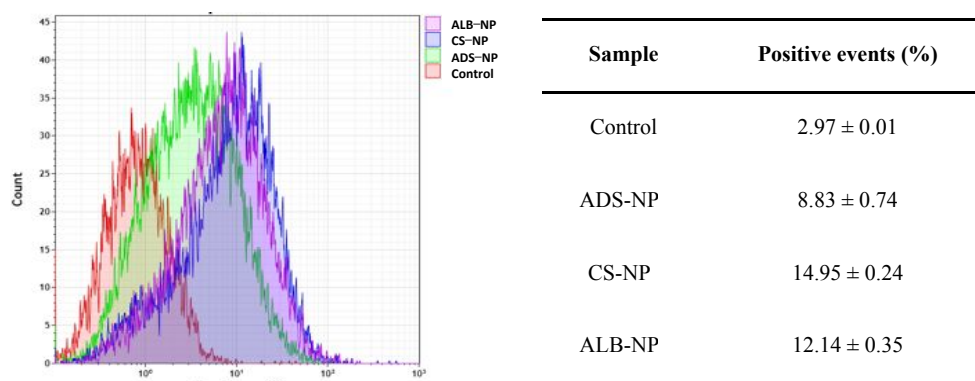 ALB–NP
CS–NP
ADS–NP
Control
Count
45
40
35
30
25
20
15
10
5
0
10⁰
10¹
10²
10³
Sample Positive events (%)
Control 2.97 ± 0.01
ADS-NP 8.83 ± 0.74
CS-NP 14.95 ± 0.24
ALB-NP 12.14 ± 0.35